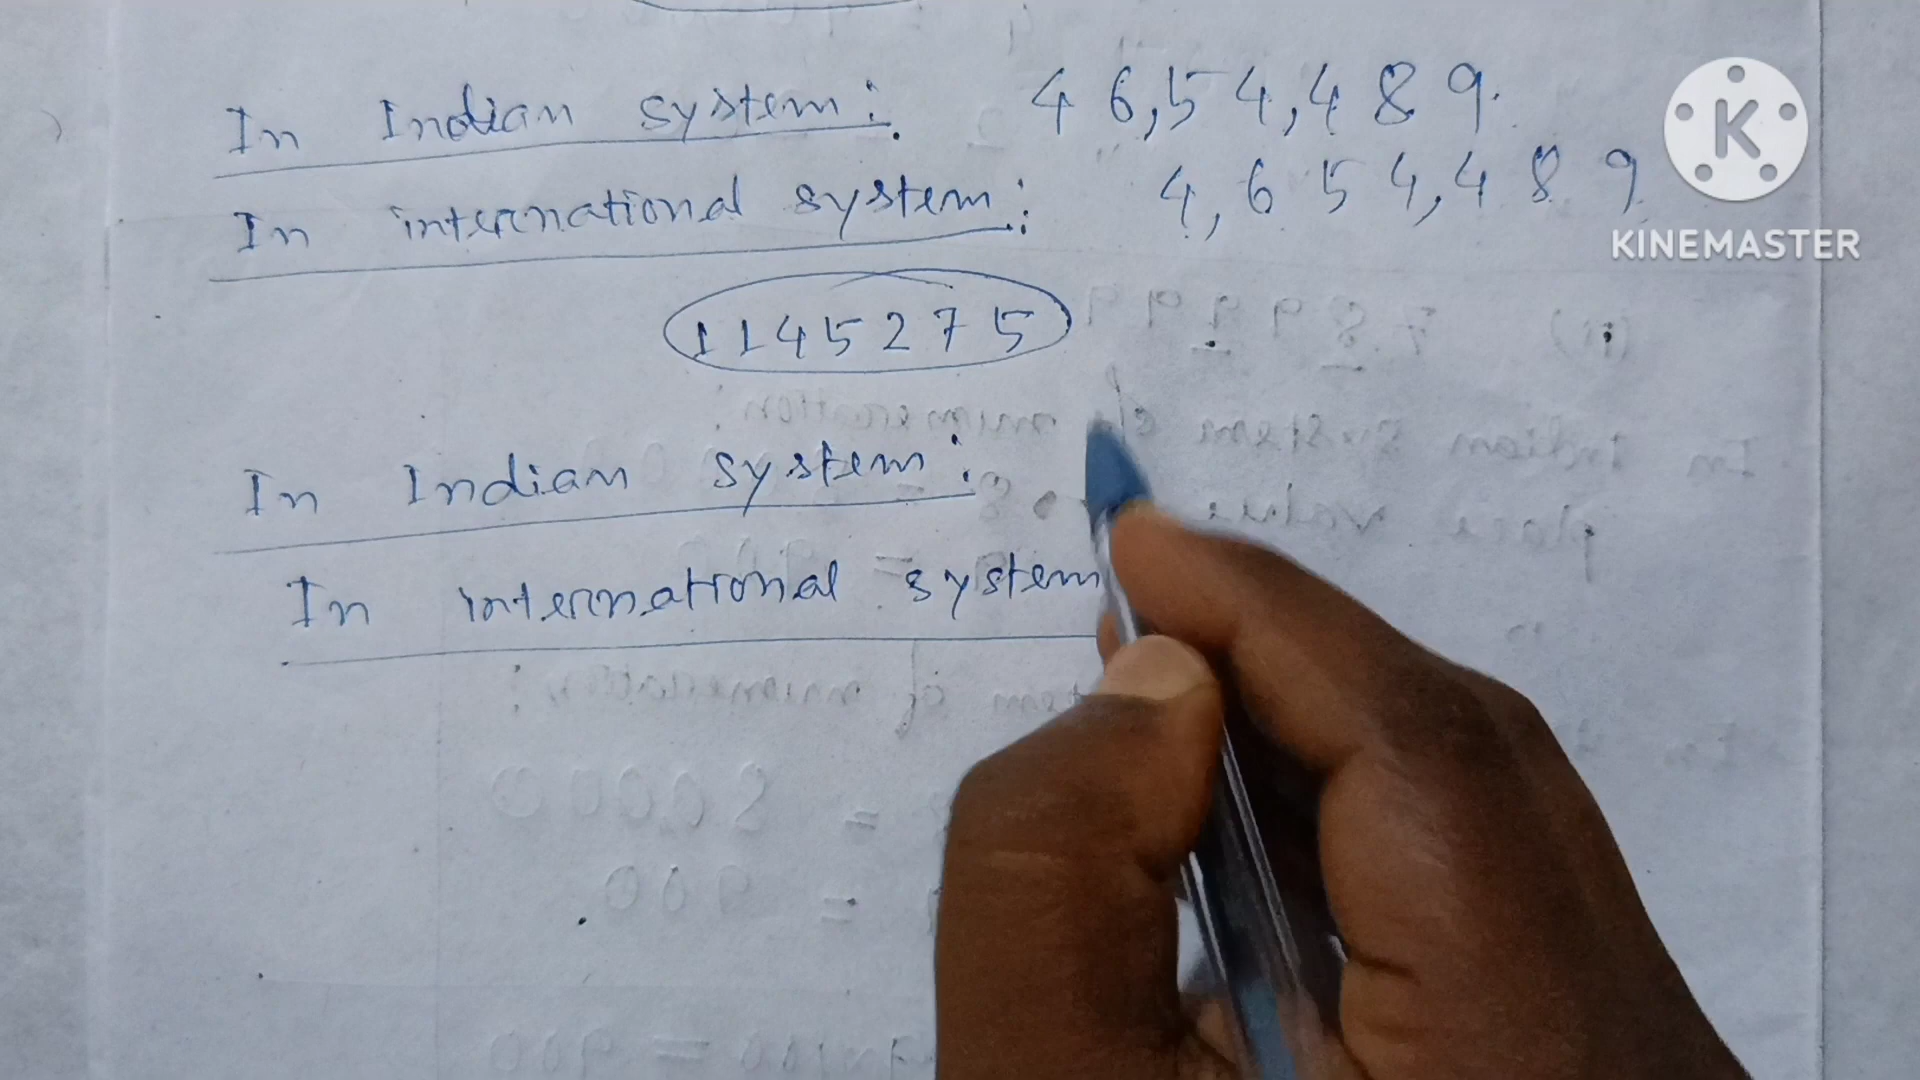 In Indian system: 46,54,489.
In international system: 4,654,489
K
KINEMASTER
1145275
In Indian system:
In international system